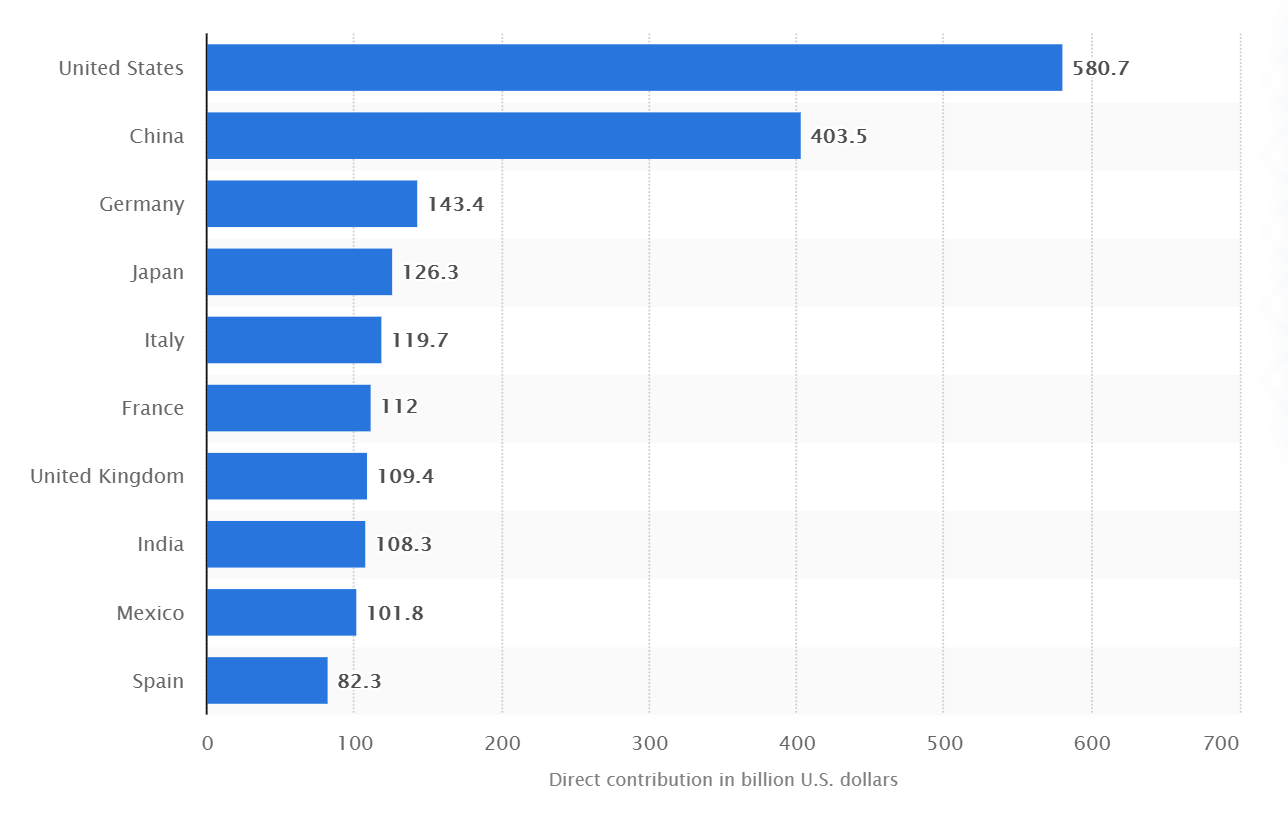 United States 580.7
China 403.5
Germany 143.4
Japan 126.3
Italy 119.7
France 112
United Kingdom 109.4
India 108.3
Mexico 101.8
Spain 82.3
0 100 200 300 400 500 600 700
Direct contribution in billion U.S. dollars